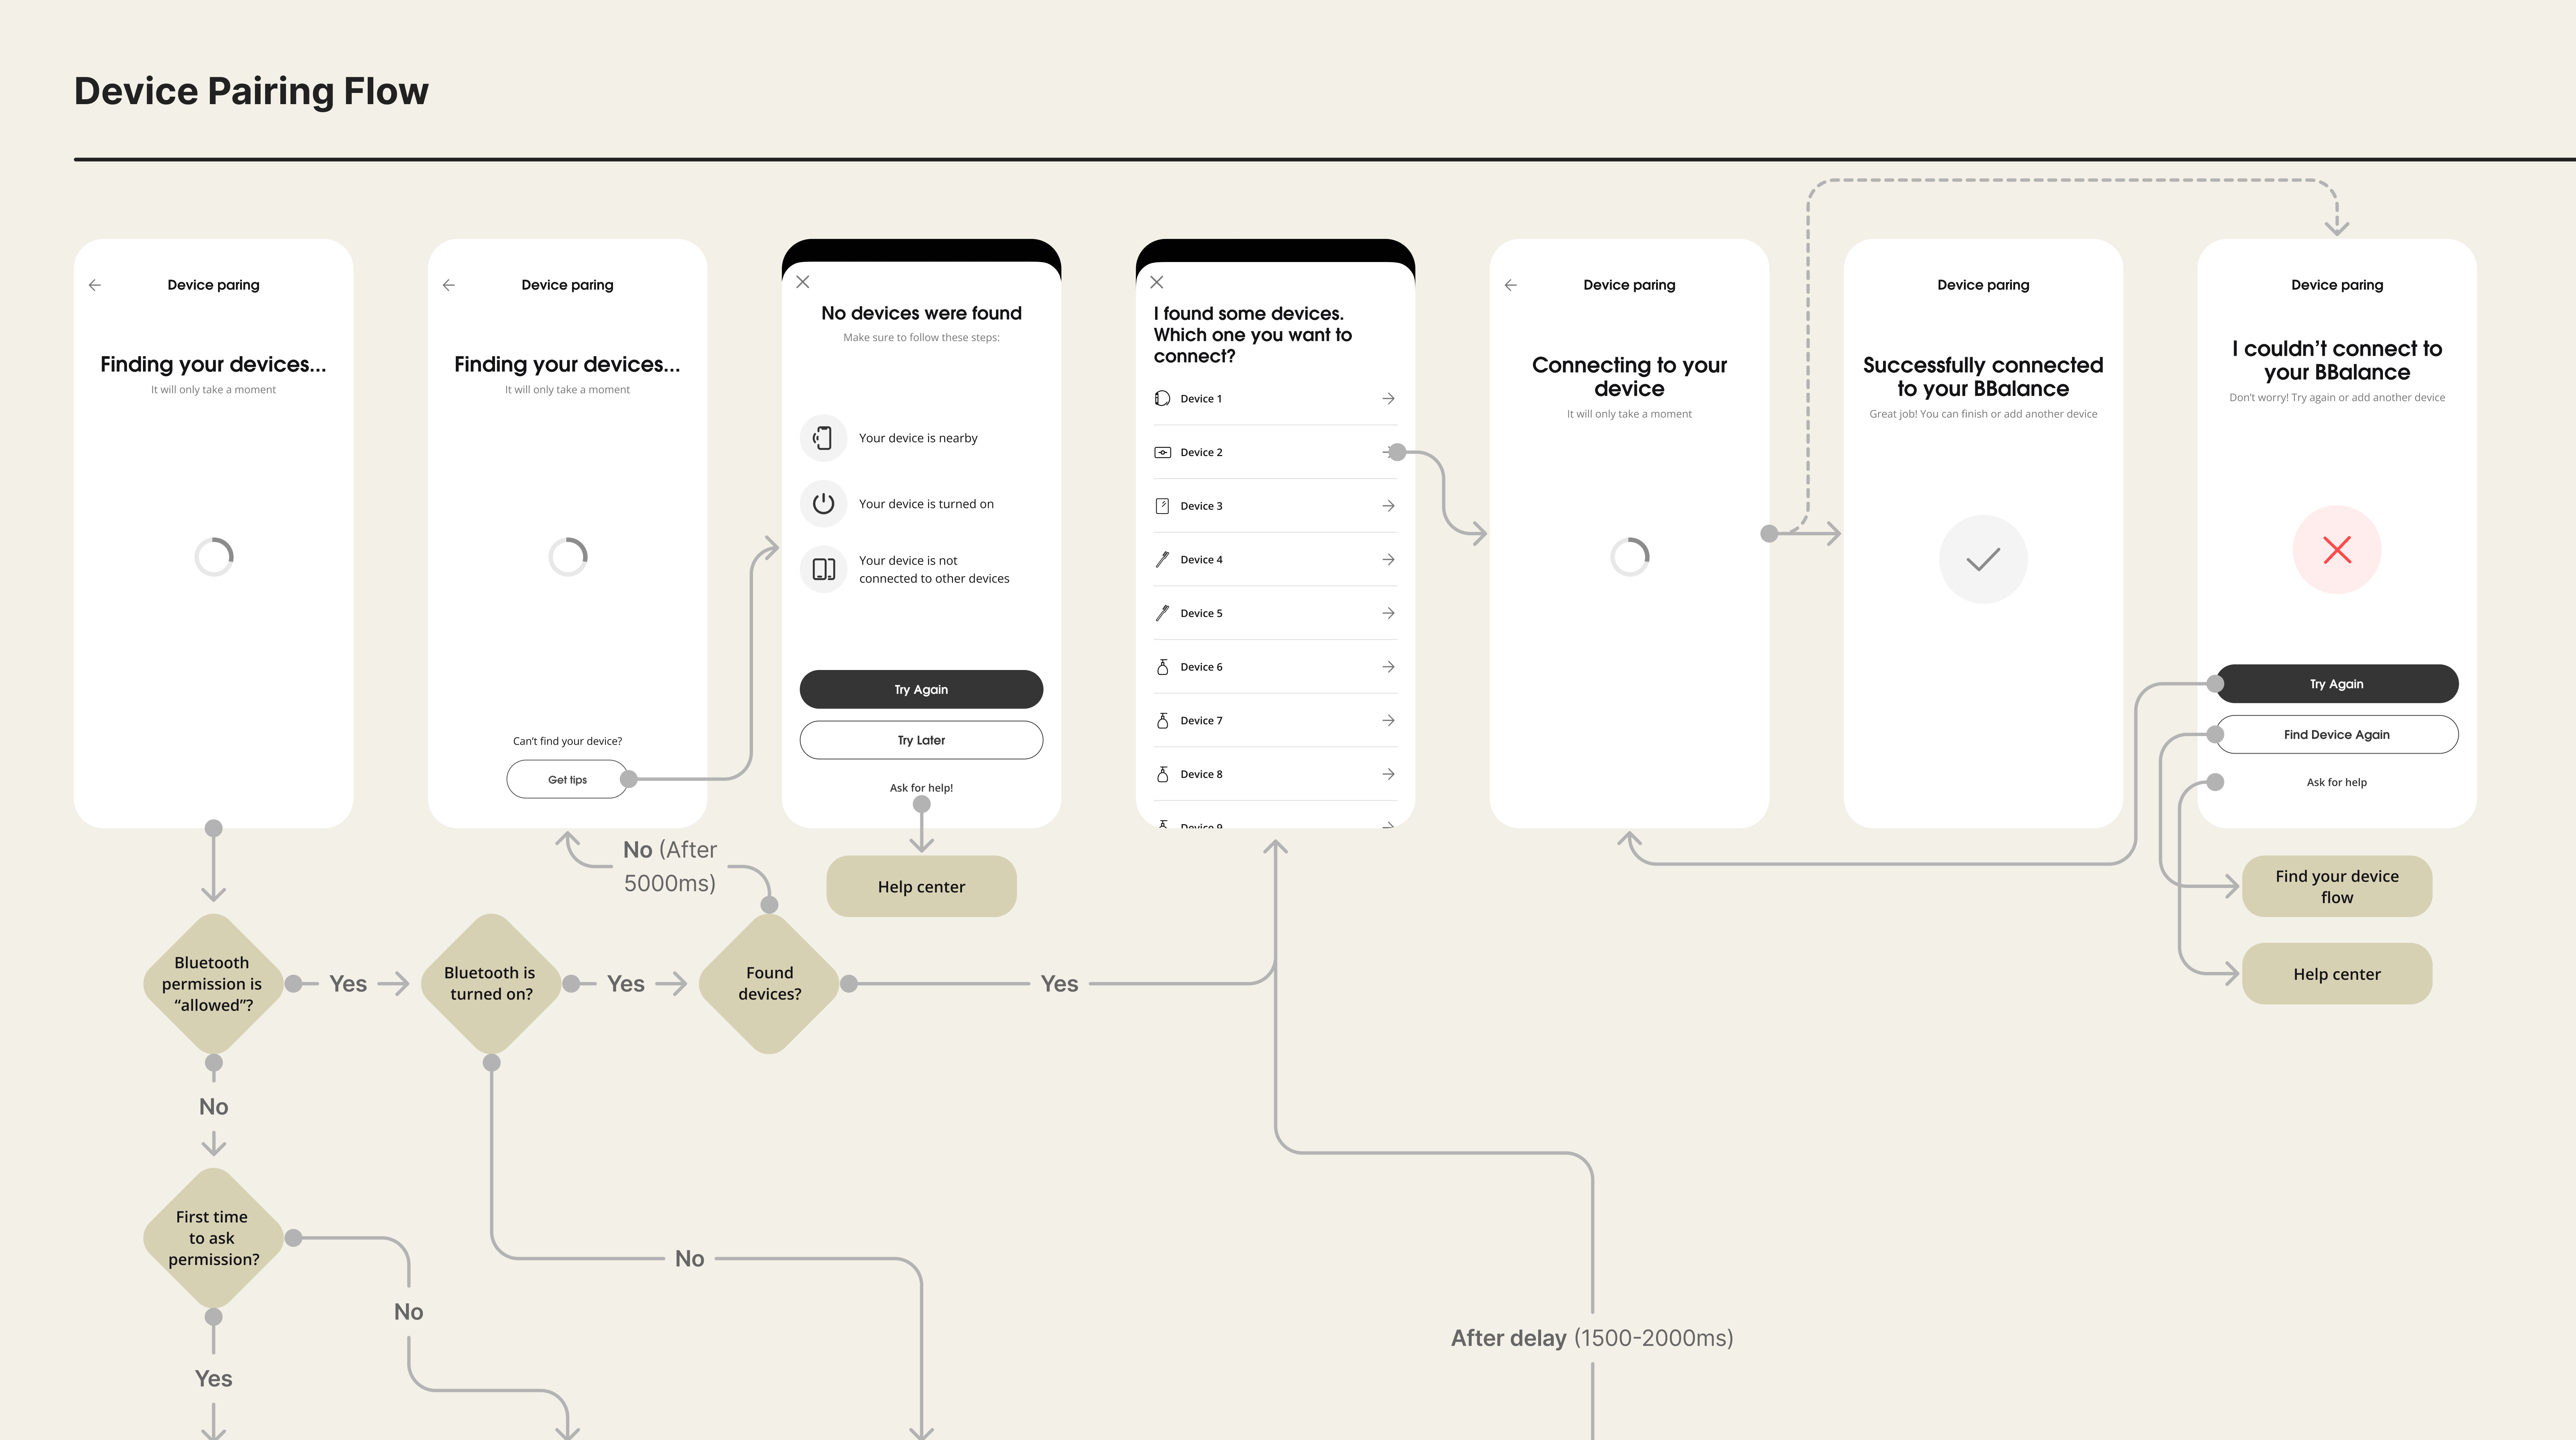 Device Pairing Flow
Device paring
Finding your devices...
It will only take a moment
Device paring
Finding your devices...
It will only take a moment
Can't find your device?
Get tips
No devices were found
Make sure to follow these steps:
Your device is nearby
Your device is turned on
Your device is not
connected to other devices
Try Again
Try Later
Ask for help!
Help center
I found some devices.
Which one you want to
connect?
Device 1
Device 2
Device 3
Device 4
Device 5
Device 6
Device 7
Device 8
Device 9
Device paring
Connecting to your
device
It will only take a moment
Device paring
Successfully connected
to your BBalance
Great job! You can finish or add another device
Device paring
I couldn't connect to
your BBalance
Don't worry! Try again or add another device
Try Again
Find Device Again
Ask for help
Find your device
flow
Help center
No (After
5000ms)
Bluetooth
permission is
“allowed”?
Yes
Bluetooth is
turned on?
Yes
Found
devices?
Yes
No
First time
to ask
permission?
No
No
Yes
After delay (1500-2000ms)